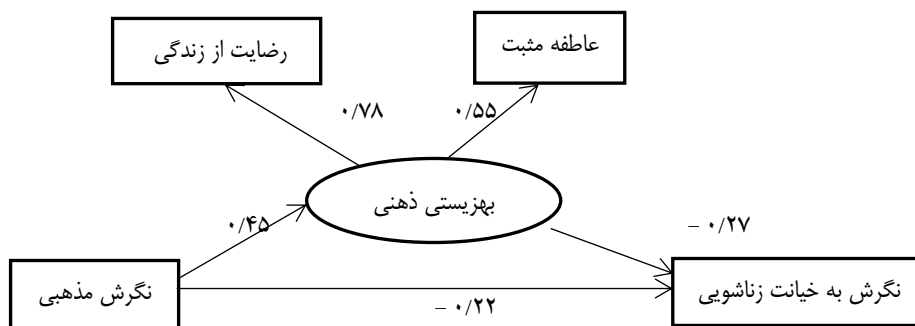 رضایت از زندگی
عاطفه مثبت
۰/۷۸
۰/۵۵
بهزیستی ذهنی
۰/۴۵
– ۰/۲۷
نگرش مذهبی
نگرش به خیانت زناشویی
– ۰/۲۲